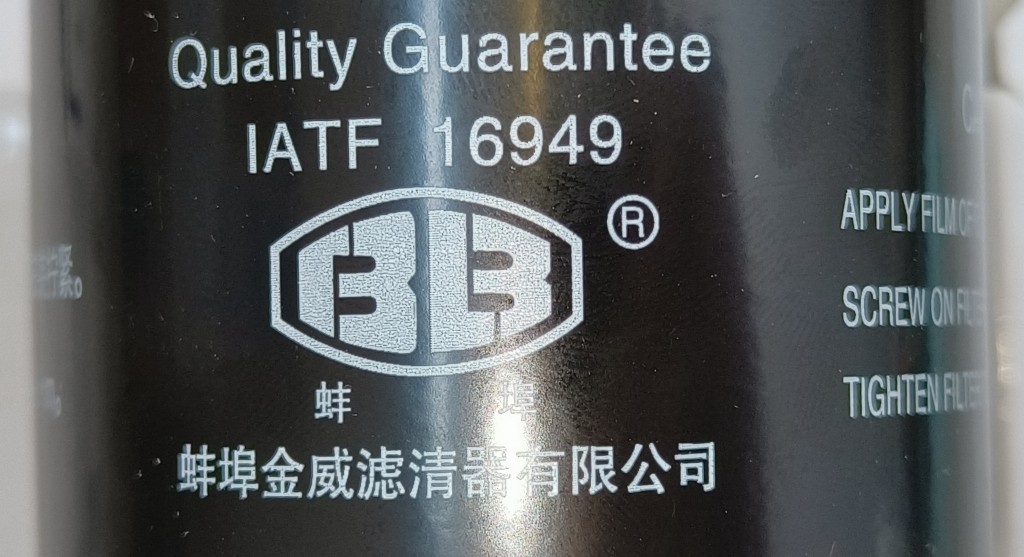 Quality Guarantee
IATF 16949
BB®
蚌 埠
蚌埠金威滤清器有限公司
紧。
APPLY FILM
SCREW ON
TIGHTEN